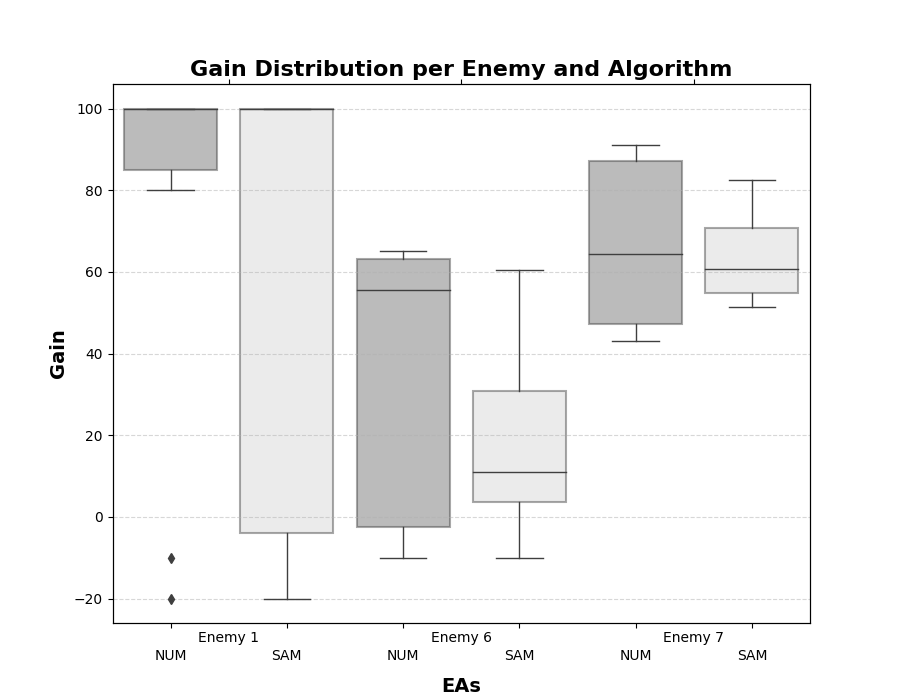 Gain Distribution per Enemy and Algorithm
Gain
100
80
60
40
20
0
−20
Enemy 1 Enemy 6 Enemy 7
NUM SAM NUM SAM NUM SAM
EAs